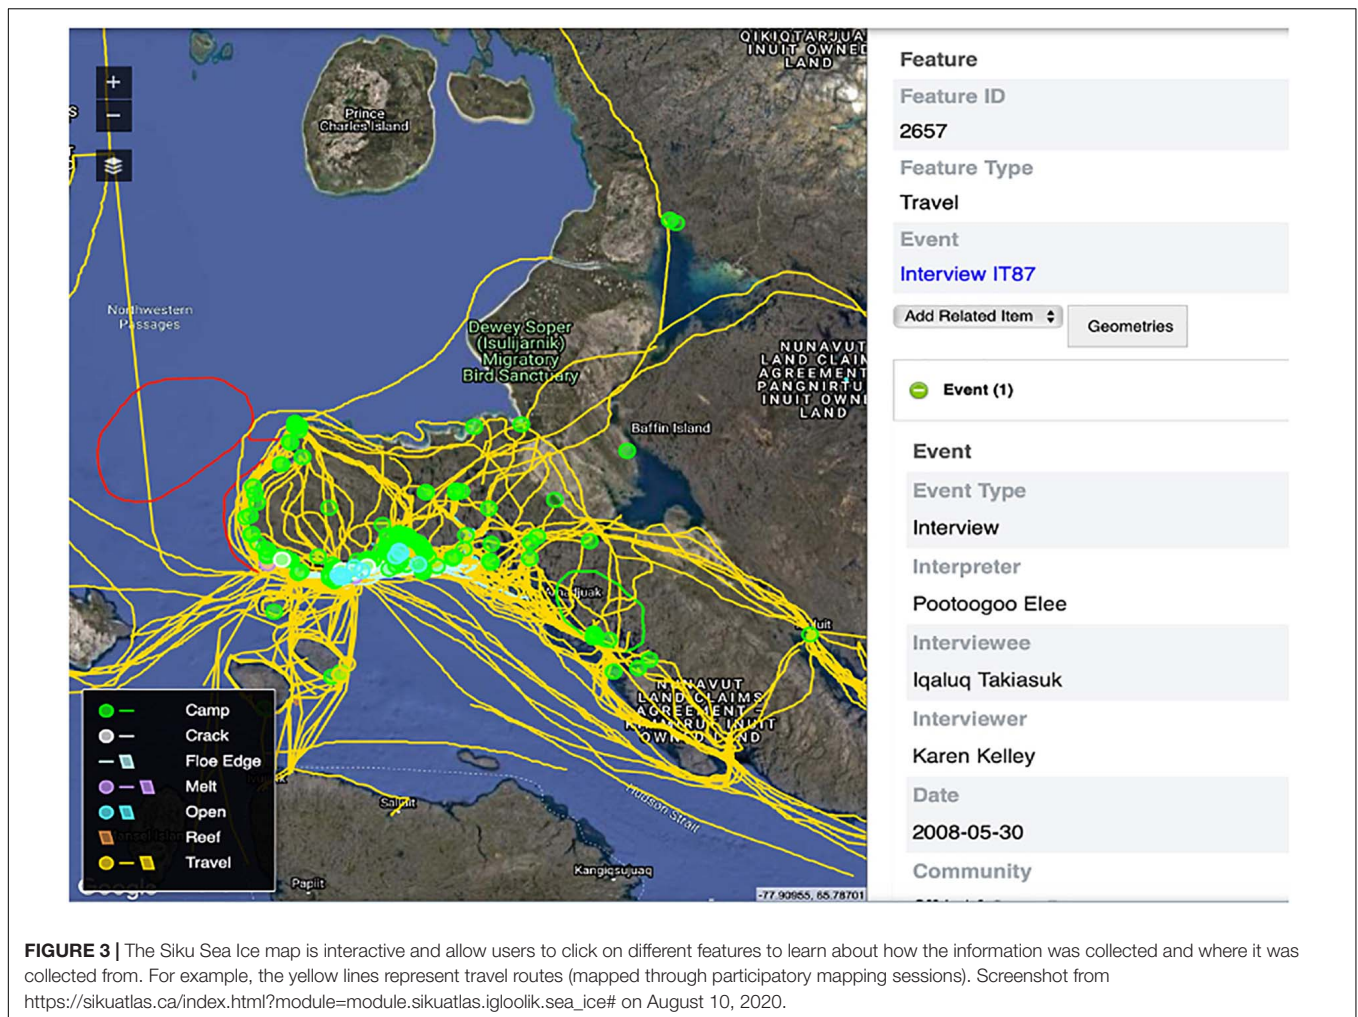 QIKIQTARJUA
INUIT OWNED
LAND
+
−
Prince
Charles Island
S
Northwestern
Passages
Dewey Soper
(Isulijarnik)
Migratory
Bird Sanctuary
NUNAVUT
LAND CLAIM
AGREEMENT
PANGNIRTU
INUIT OWN
LAND
Baffin Island
uit
NUNAVUT
LAND CLAIMS
AGREEMENT -
INUIT
OWNED LAND
Hudson Strait
Salluit
Kangiqsujuaq
Papiit
Google
-77.90955, 65.78701
Camp
Crack
Floe Edge
Melt
Open
Reef
Travel
Feature
Feature ID
2657
Feature Type
Travel
Event
Interview IT87
Add Related Item
Geometries
Event (1)
Event
Event Type
Interview
Interpreter
Pootoogoo Elee
Interviewee
Iqaluq Takiasuk
Interviewer
Karen Kelley
Date
2008-05-30
Community
FIGURE 3 | The Siku Sea Ice map is interactive and allow users to click on different features to learn about how the information was collected and where it was
collected from. For example, the yellow lines represent travel routes (mapped through participatory mapping sessions). Screenshot from
https://sikuatlas.ca/index.html?module=module.sikuatlas.igloolik.sea_ice# on August 10, 2020.